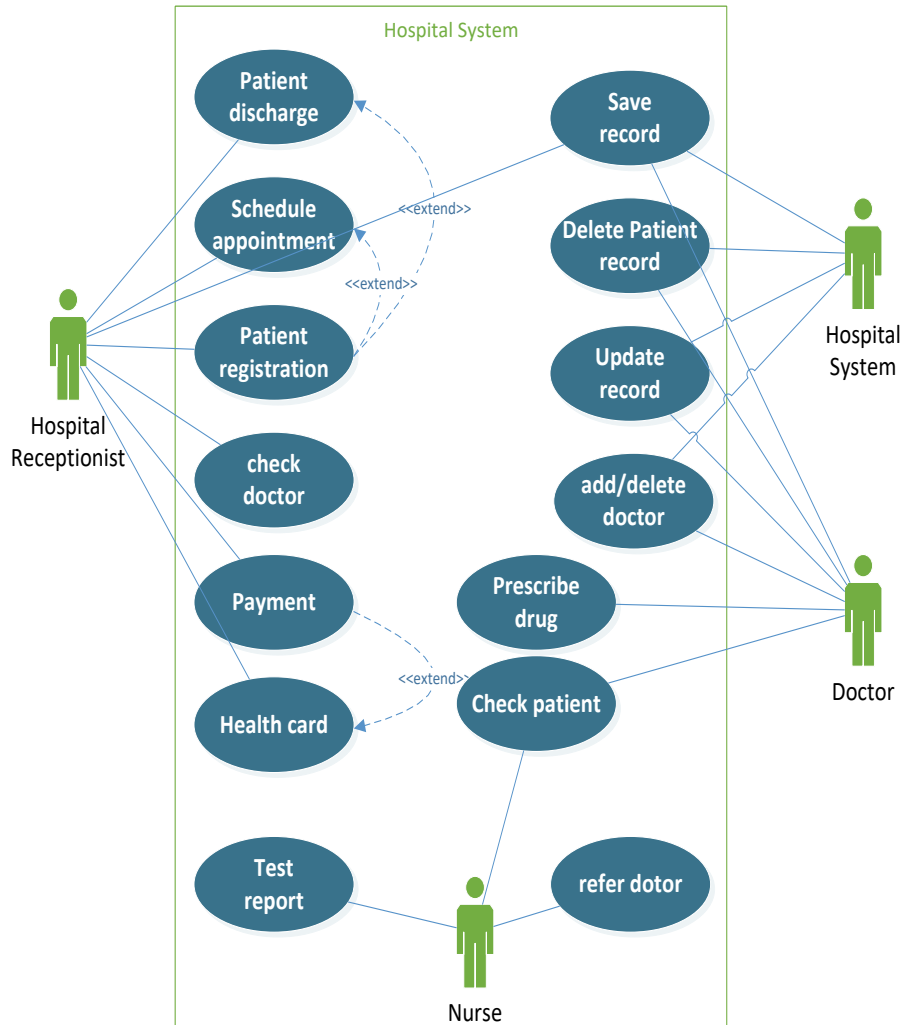 Hospital System
Patient
discharge
Save
record
Schedule
appointment
<<extend>>
Delete Patient
record
<<extend>>
Patient
registration
Update
record
Hospital
System
Hospital
Receptionist
check
doctor
add/delete
doctor
Payment
Prescribe
drug
<<extend>>
Check patient
Doctor
Health card
Test
report
refer dotor
Nurse